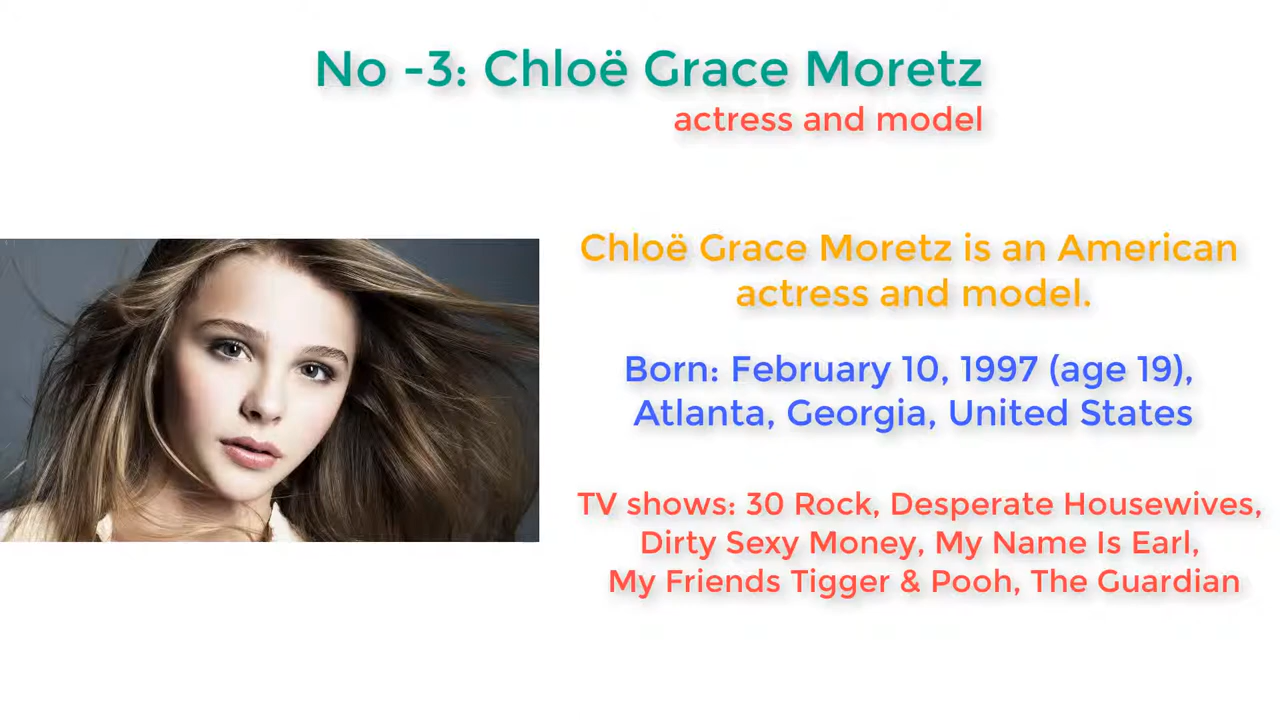 No -3: Chloë Grace Moretz
actress and model
Chloë Grace Moretz is an American
actress and model.
Born: February 10, 1997 (age 19),
Atlanta, Georgia, United States
TV shows: 30 Rock, Desperate Housewives,
Dirty Sexy Money, My Name Is Earl,
My Friends Tigger & Pooh, The Guardian